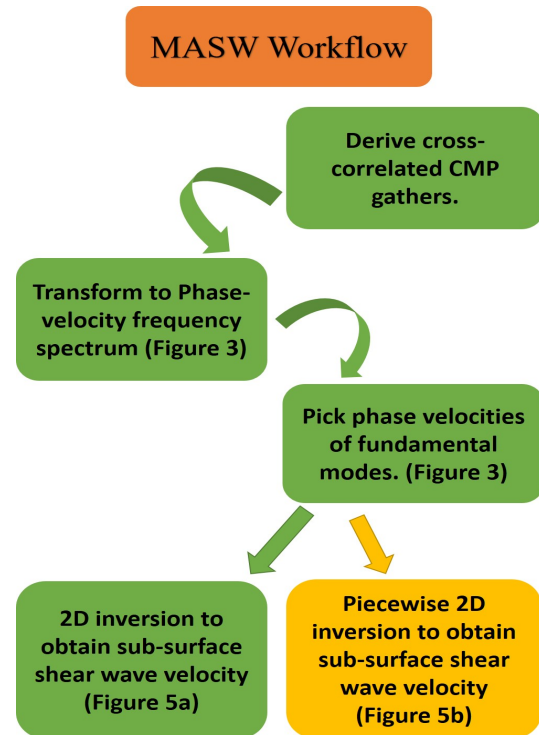 MASW Workflow
Derive cross-
correlated CMP
gathers.
Transform to Phase-
velocity frequency
spectrum (Figure 3)
Pick phase velocities
of fundamental
modes. (Figure 3)
2D inversion to
obtain sub-surface
shear wave velocity
(Figure 5a)
Piecewise 2D
inversion to obtain
sub-surface shear
wave velocity
(Figure 5b)